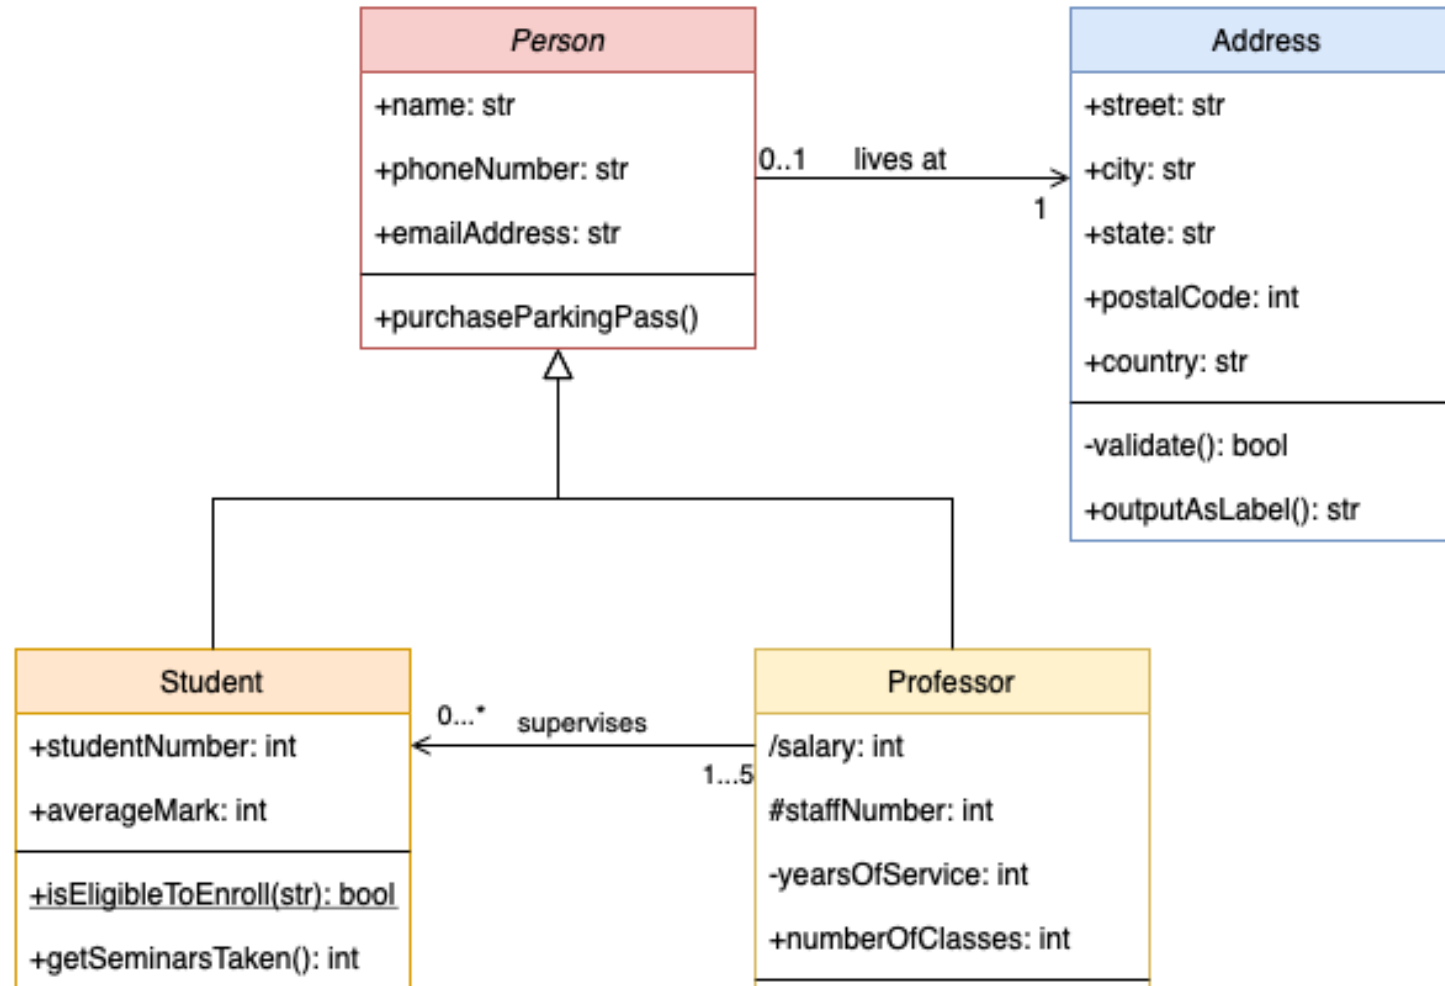 Person
+name: str
+phoneNumber: str
+emailAddress: str
+purchaseParkingPass()
0..1 lives at
1
Address
+street: str
+city: str
+state: str
+postalCode: int
+country: str
-validate(): bool
+outputAsLabel(): str
Student
+studentNumber: int
+averageMark: int
+isEligibleToEnroll(str): bool
+getSeminarsTaken(): int
0...* supervises
1...5
Professor
/salary: int
#staffNumber: int
-yearsOfService: int
+numberOfClasses: int